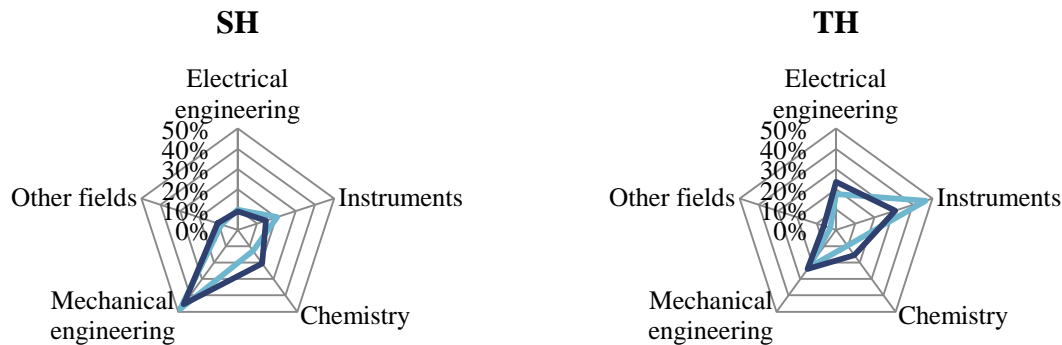 SH
Electrical
engineering
50%
40%
30%
20%
10%
0%
Other fields
Instruments
Mechanical
engineering
Chemistry
TH
Electrical
engineering
50%
40%
30%
20%
10%
0%
Other fields
Instruments
Mechanical
engineering
Chemistry